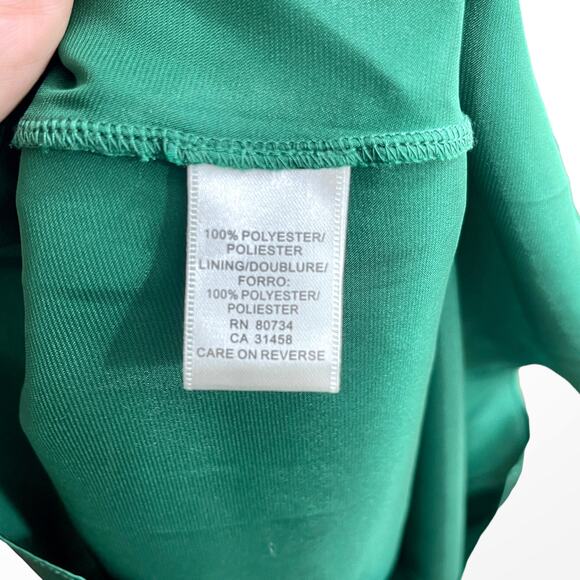 100% POLYESTER/
POLIESTER
LINING/DOUBLURE/
FORRO:
100% POLYESTER/
POLIESTER
RN 80734
CA 31458
CARE ON REVERSE